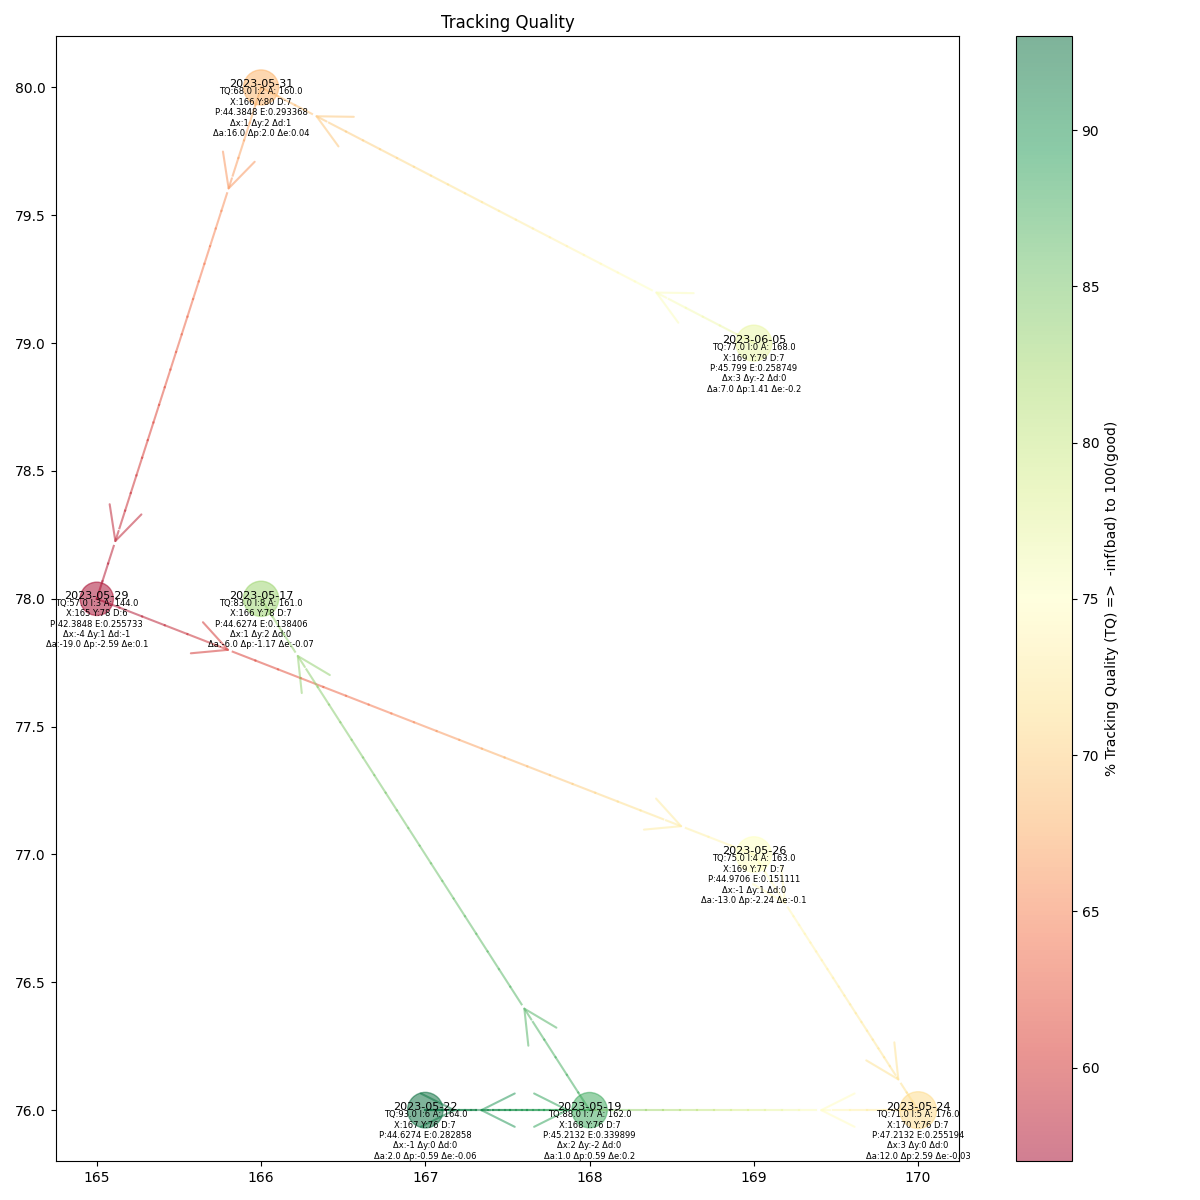 Tracking Quality
80.0
79.5
79.0
78.5
78.0
77.5
77.0
76.5
76.0
165
166
167
168
169
170
2023-05-31
TQ:68.0 I:2 A: 160.0
X:166 Y:80 D:7
P:44.3848 E:0.293368
Δx:1 Δy:2 Δd:1
Δa:16.0 Δp:2.0 Δe:0.04
2023-06-05
TQ:77.0 I:0 A: 168.0
X:169 Y:79 D:7
P:45.799 E:0.258749
Δx:3 Δy:-2 Δd:0
Δa:7.0 Δp:1.41 Δe:-0.2
2023-05-29
TQ:57.0 I:3 A: 144.0
X:165 Y:78 D:6
P:42.3848 E:0.255733
Δx:-4 Δy:1 Δd:-1
Δa:-19.0 Δp:-2.59 Δe:0.1
2023-05-17
TQ:83.0 I:8 A: 161.0
X:166 Y:78 D:7
P:44.6274 E:0.138406
Δx:1 Δy:2 Δd:0
Δa:-6.0 Δp:-1.17 Δe:-0.07
2023-05-26
TQ:75.0 I:4 A: 163.0
X:169 Y:77 D:7
P:44.9706 E:0.151111
Δx:-1 Δy:1 Δd:0
Δa:-13.0 Δp:-2.24 Δe:-0.1
2023-05-22
TQ:93.0 I:6 A: 164.0
X:167 Y:76 D:7
P:44.6274 E:0.282858
Δx:-1 Δy:0 Δd:0
Δa:2.0 Δp:-0.59 Δe:-0.06
2023-05-19
TQ:88.0 I:7 A: 162.0
X:168 Y:76 D:7
P:45.2132 E:0.339899
Δx:2 Δy:-2 Δd:0
Δa:1.0 Δp:0.59 Δe:0.2
2023-05-24
TQ:71.0 I:5 A: 176.0
X:170 Y:76 D:7
P:47.2132 E:0.255194
Δx:3 Δy:0 Δd:0
Δa:12.0 Δp:2.59 Δe:-0.03
90
85
80
75
70
65
60
% Tracking Quality (TQ) => -inf(bad) to 100(good)